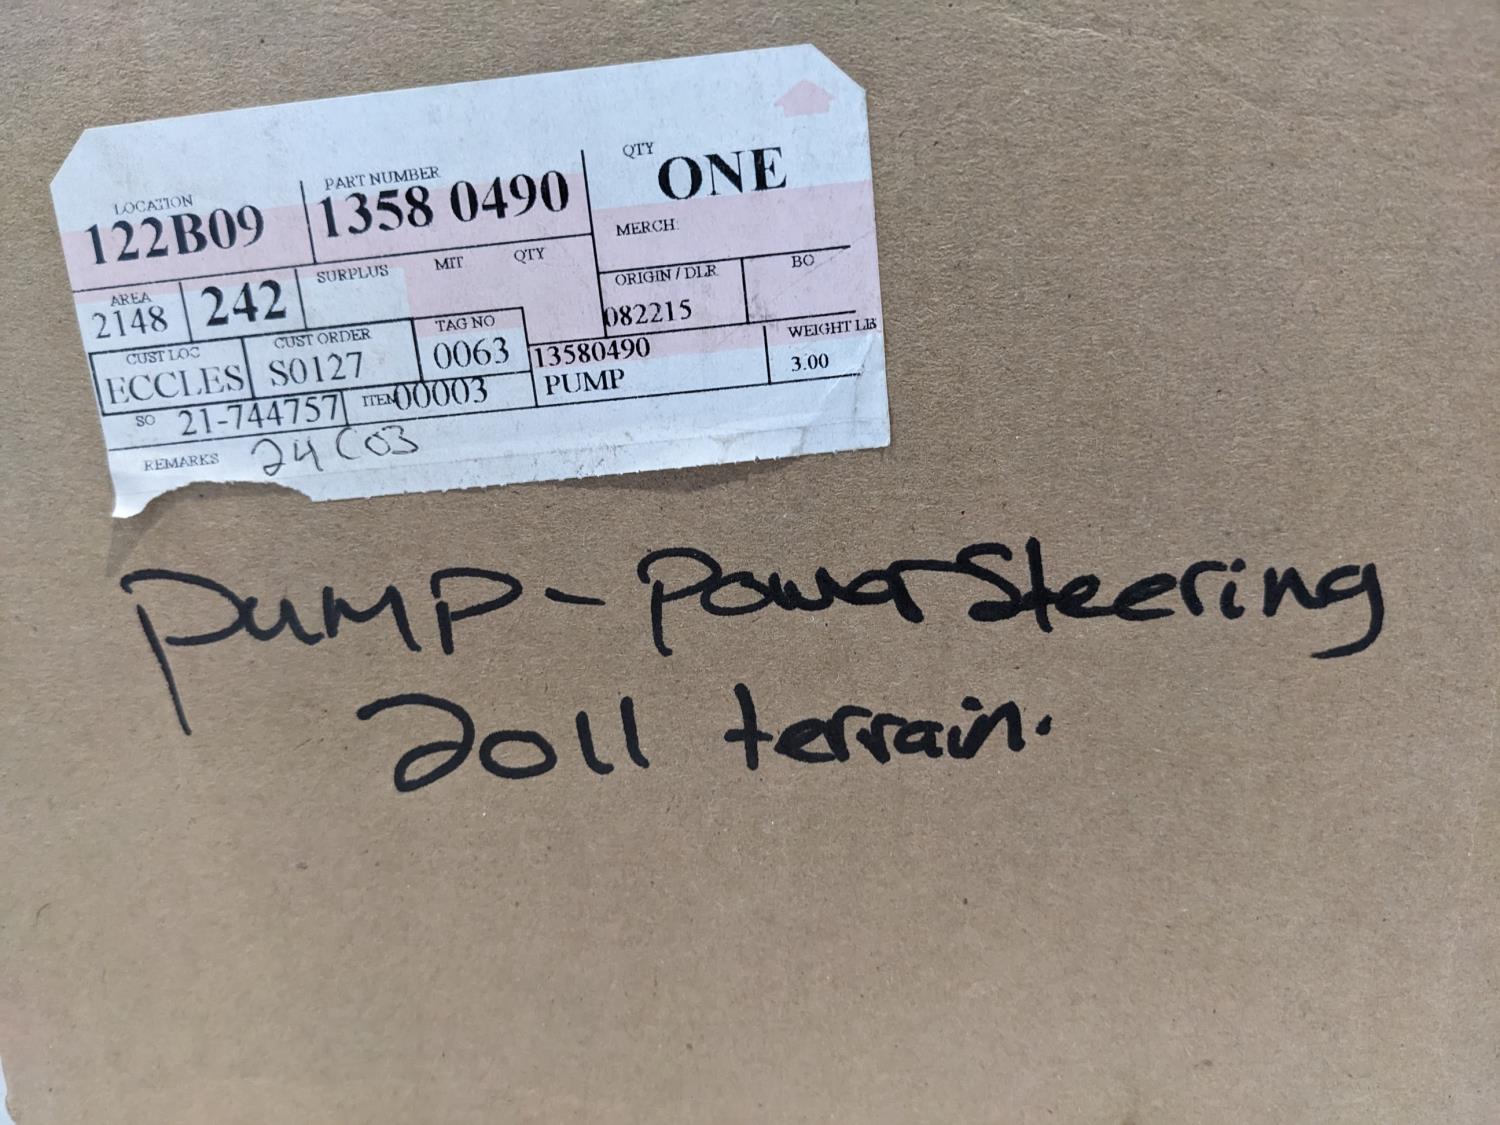 QTY
ONE
LOCATION PART NUMBER
122B09 1358 0490
MERCH:
AREA SURPLUS MIT QTY ORIGIN / DLR BO
2148 242 082215
CUST LOC CUST ORDER TAG NO WEIGHT LB
ECCLES S0127 0063 13580490 3.00
SO 21-744757 ITEM 00003 PUMP
REMARKS 24C03
Pump - Power Steering
2011 terrain.